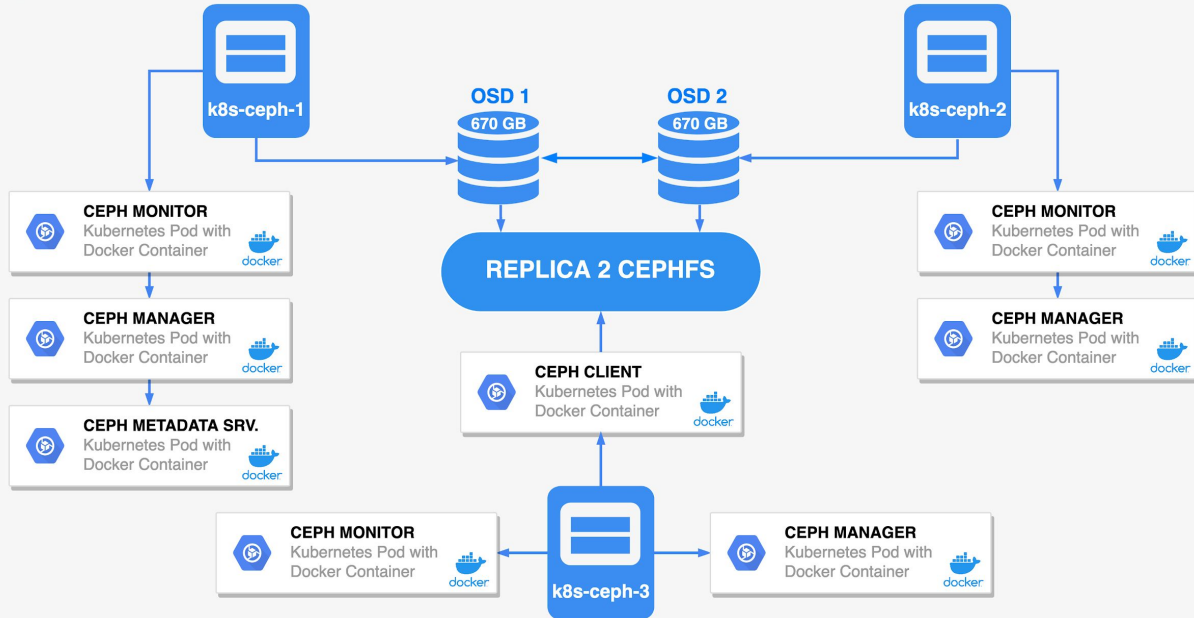 k8s-ceph-1
k8s-ceph-2
OSD 1
670 GB
OSD 2
670 GB
CEPH MONITOR
Kubernetes Pod with
Docker Container
docker
CEPH MANAGER
Kubernetes Pod with
Docker Container
docker
CEPH METADATA SRV.
Kubernetes Pod with
Docker Container
docker
REPLICA 2 CEPHFS
CEPH CLIENT
Kubernetes Pod with
Docker Container
docker
CEPH MONITOR
Kubernetes Pod with
Docker Container
docker
CEPH MANAGER
Kubernetes Pod with
Docker Container
docker
CEPH MONITOR
Kubernetes Pod with
Docker Container
docker
k8s-ceph-3
CEPH MANAGER
Kubernetes Pod with
Docker Container
docker